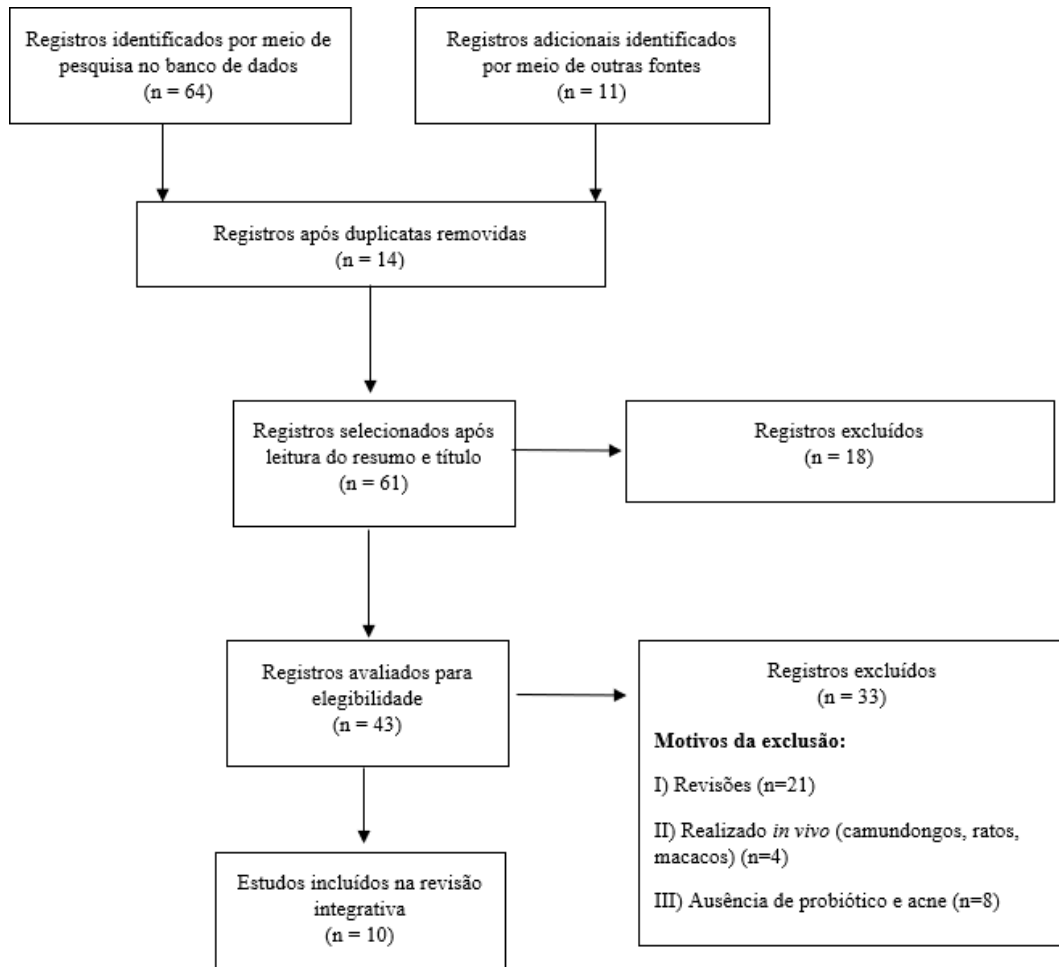 Registros identificados por meio de
pesquisa no banco de dados
(n = 64)
Registros adicionais identificados
por meio de outras fontes
(n = 11)
Registros após duplicatas removidas
(n = 14)
Registros selecionados após
leitura do resumo e título
(n = 61)
Registros excluídos
(n = 18)
Registros avaliados para
elegibilidade
(n = 43)
Registros excluídos
(n = 33)
Motivos da exclusão:
I) Revisões (n=21)
II) Realizado in vivo (camundongos, ratos,
macacos) (n=4)
III) Ausência de probiótico e acne (n=8)
Estudos incluídos na revisão
integrativa
(n = 10)